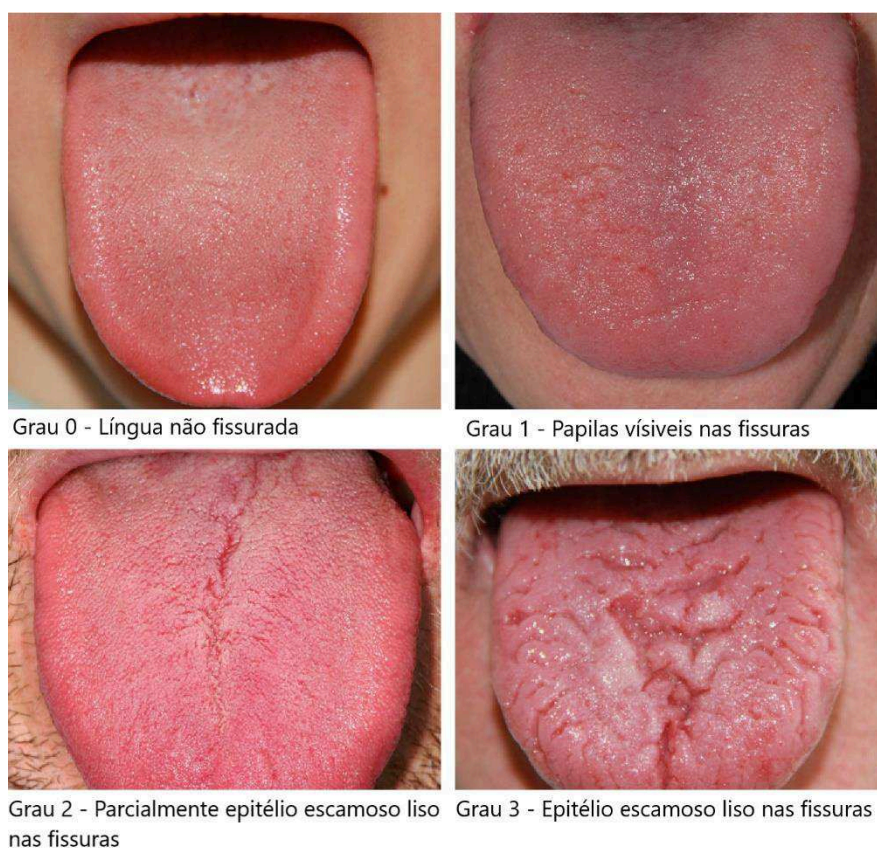 Grau 0 - Língua não fissurada
Grau 1 - Papilas vísiveis nas fissuras
Grau 2 - Parcialmente epitélio escamoso liso
nas fissuras
Grau 3 - Epitélio escamoso liso nas fissuras